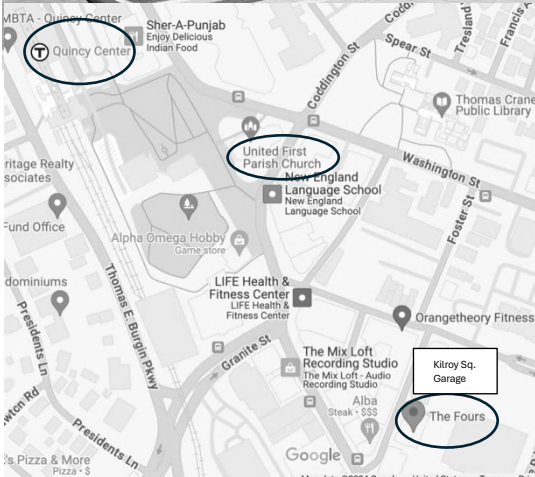 MBTA - Quincy Center
Sher-A-Punjab
Enjoy Delicious
Indian Food
T
Quincy Center
Coddington St
Spear St
Thomas Crane
Public Library
United First
Parish Church
Washington St
New England
Language School
New England
Language School
ritage Realty
sociates
Foster St
Fund Office
Alpha Omega Hobby
Game store
dominiums
Thomas E. Burgin Pkwy
LIFE Health &
Fitness Center
LIFE Health &
Fitness Center
Orangetheory Fitness
Presidents Ln
Granite St
The Mix Loft
Recording Studio
The Mix Loft - Audio
Recording Studio
Kilroy Sq.
Garage
Alba
Steak · $$$
The Fours
wton Rd
Presidents Ln
's Pizza & More
Pizza · $
Google